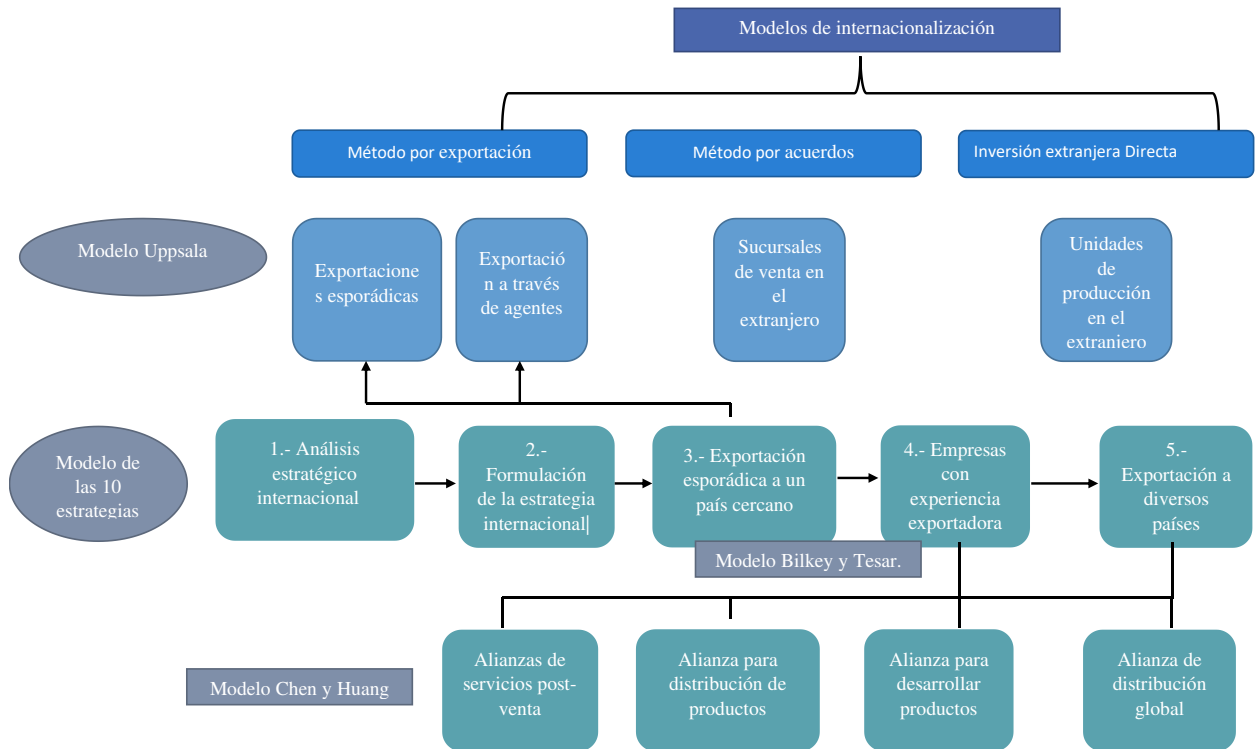 Modelos de internacionalización
Método por exportación
Método por acuerdos
Inversión extranjera Directa
Modelo Uppsala
Exportacione
s esporádicas
Exportació
n a través
de agentes
Sucursales
de venta en
el
extranjero
Unidades
de
producción
en el
extranjero
Modelo de
las 10
estrategias
1.- Análisis
estratégico
internacional
2.-
Formulación
de la estrategia
internacional|
3.- Exportación
esporádica a un
país cercano
4.- Empresas
con
experiencia
exportadora
5.-
Exportación a
diversos
países
Modelo Bilkey y Tesar.
Modelo Chen y Huang
Alianzas de
servicios post-
venta
Alianza para
distribución de
productos
Alianza para
desarrollar
productos
Alianza de
distribución
global